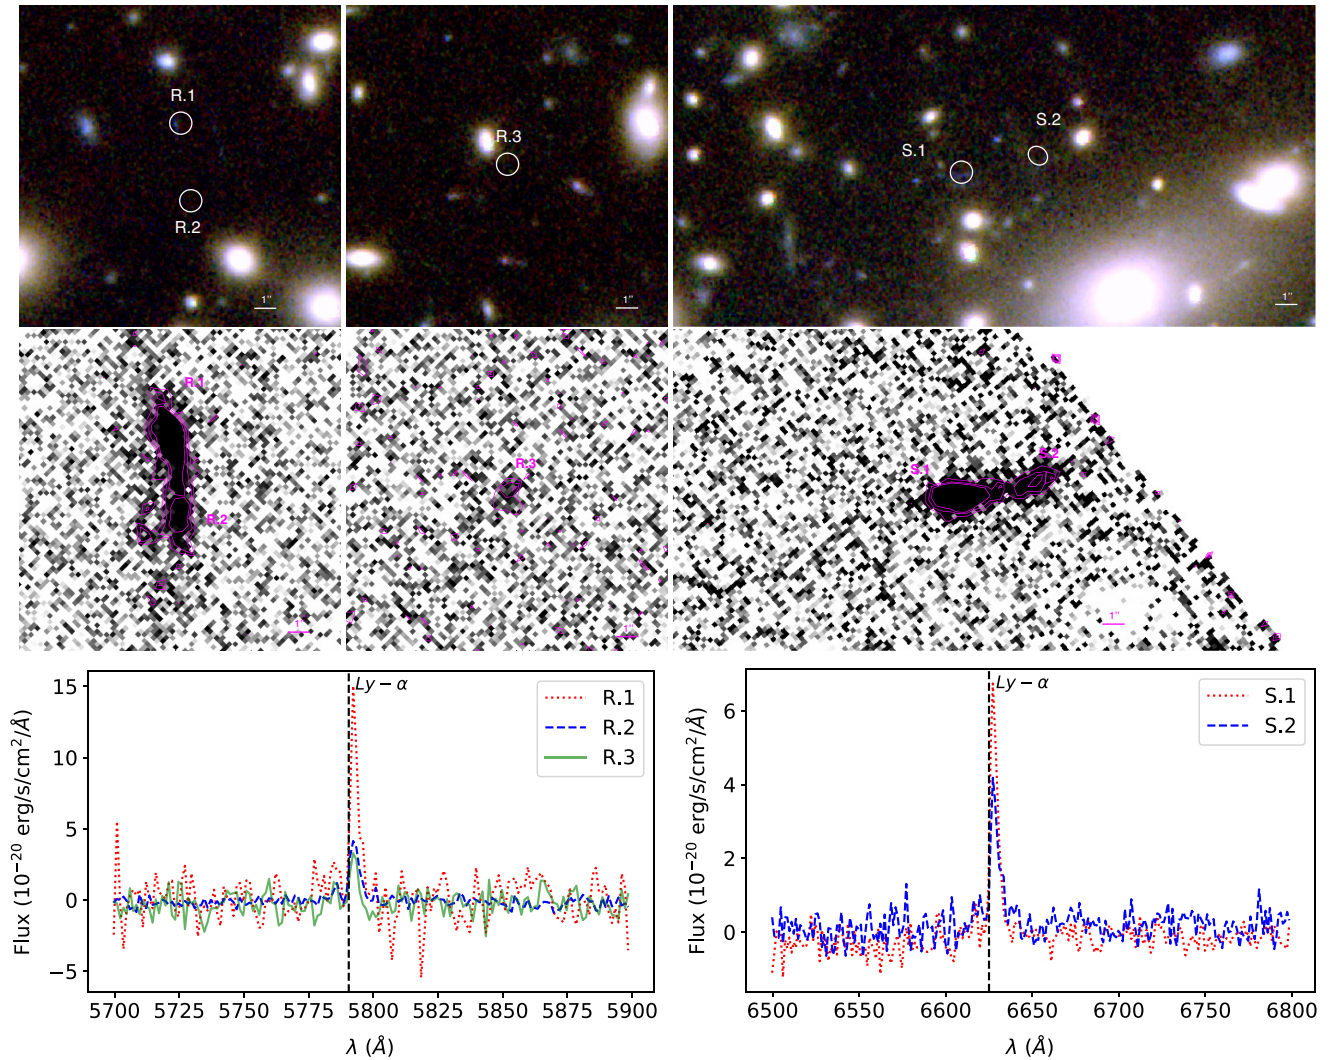 R.1
R.2
1"
R.3
1"
S.1
S.2
1"
R.1
R.2
1"
R.3
1"
S.1
S.2
1"
Ly − α
R.1
R.2
R.3
15
10
5
0
−5
Flux (10⁻²⁰ erg/s/cm²/Å)
5700 5725 5750 5775 5800 5825 5850 5875 5900
λ (Å)
Ly − α
S.1
S.2
6
4
2
0
Flux (10⁻²⁰ erg/s/cm²/Å)
6500 6550 6600 6650 6700 6750 6800
λ (Å)